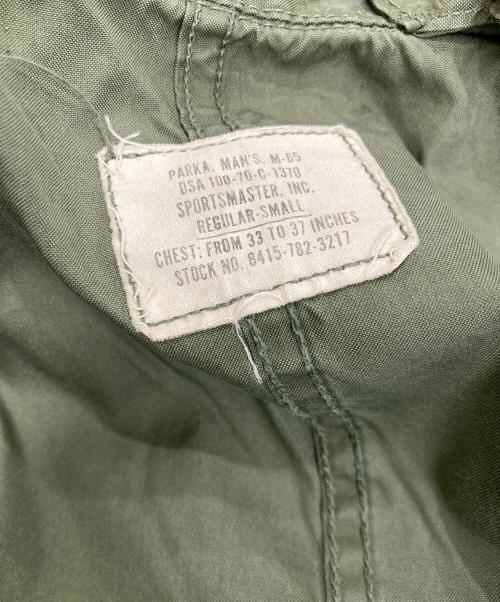 PARKA, MAN'S, M-65
DSA 100-70-C-1370
SPORTSMASTER, INC.
REGULAR-SMALL
CHEST: FROM 33 TO 37 INCHES
STOCK NO. 8415-782-3217